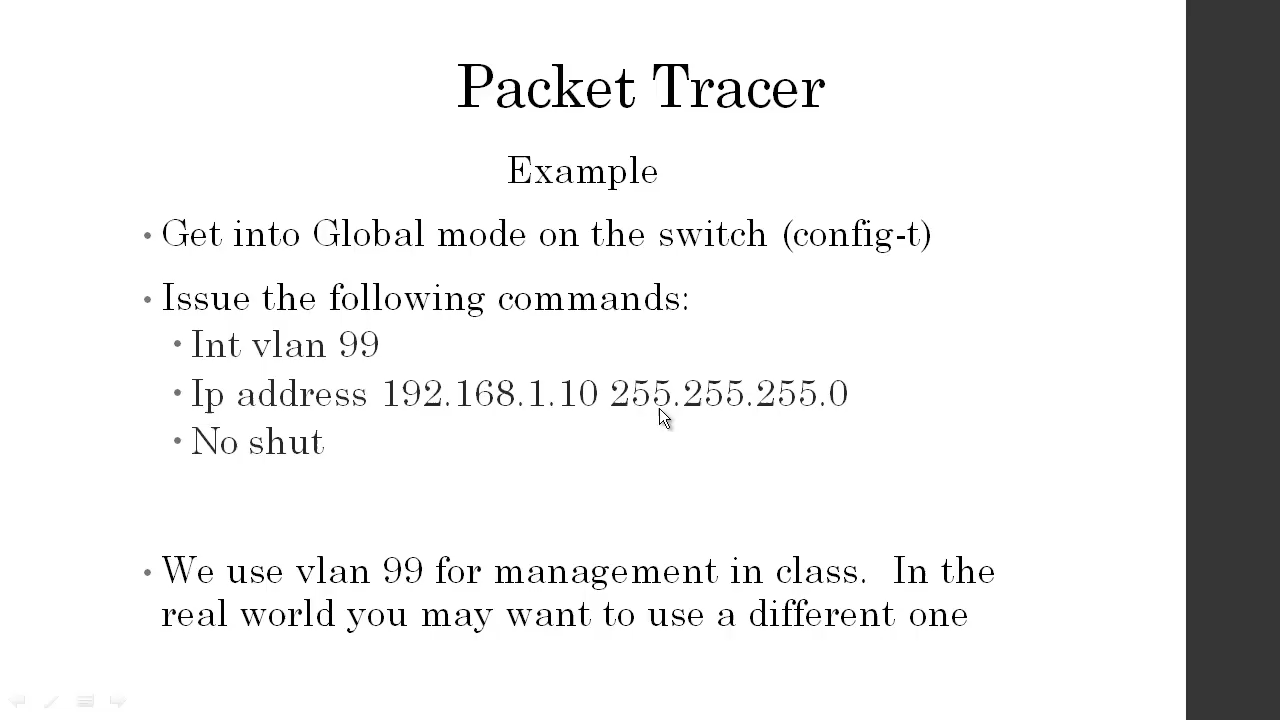 Packet Tracer
Example
• Get into Global mode on the switch (config-t)
• Issue the following commands:
• Int vlan 99
• Ip address 192.168.1.10 255.255.255.0
• No shut
• We use vlan 99 for management in class.  In the
real world you may want to use a different one